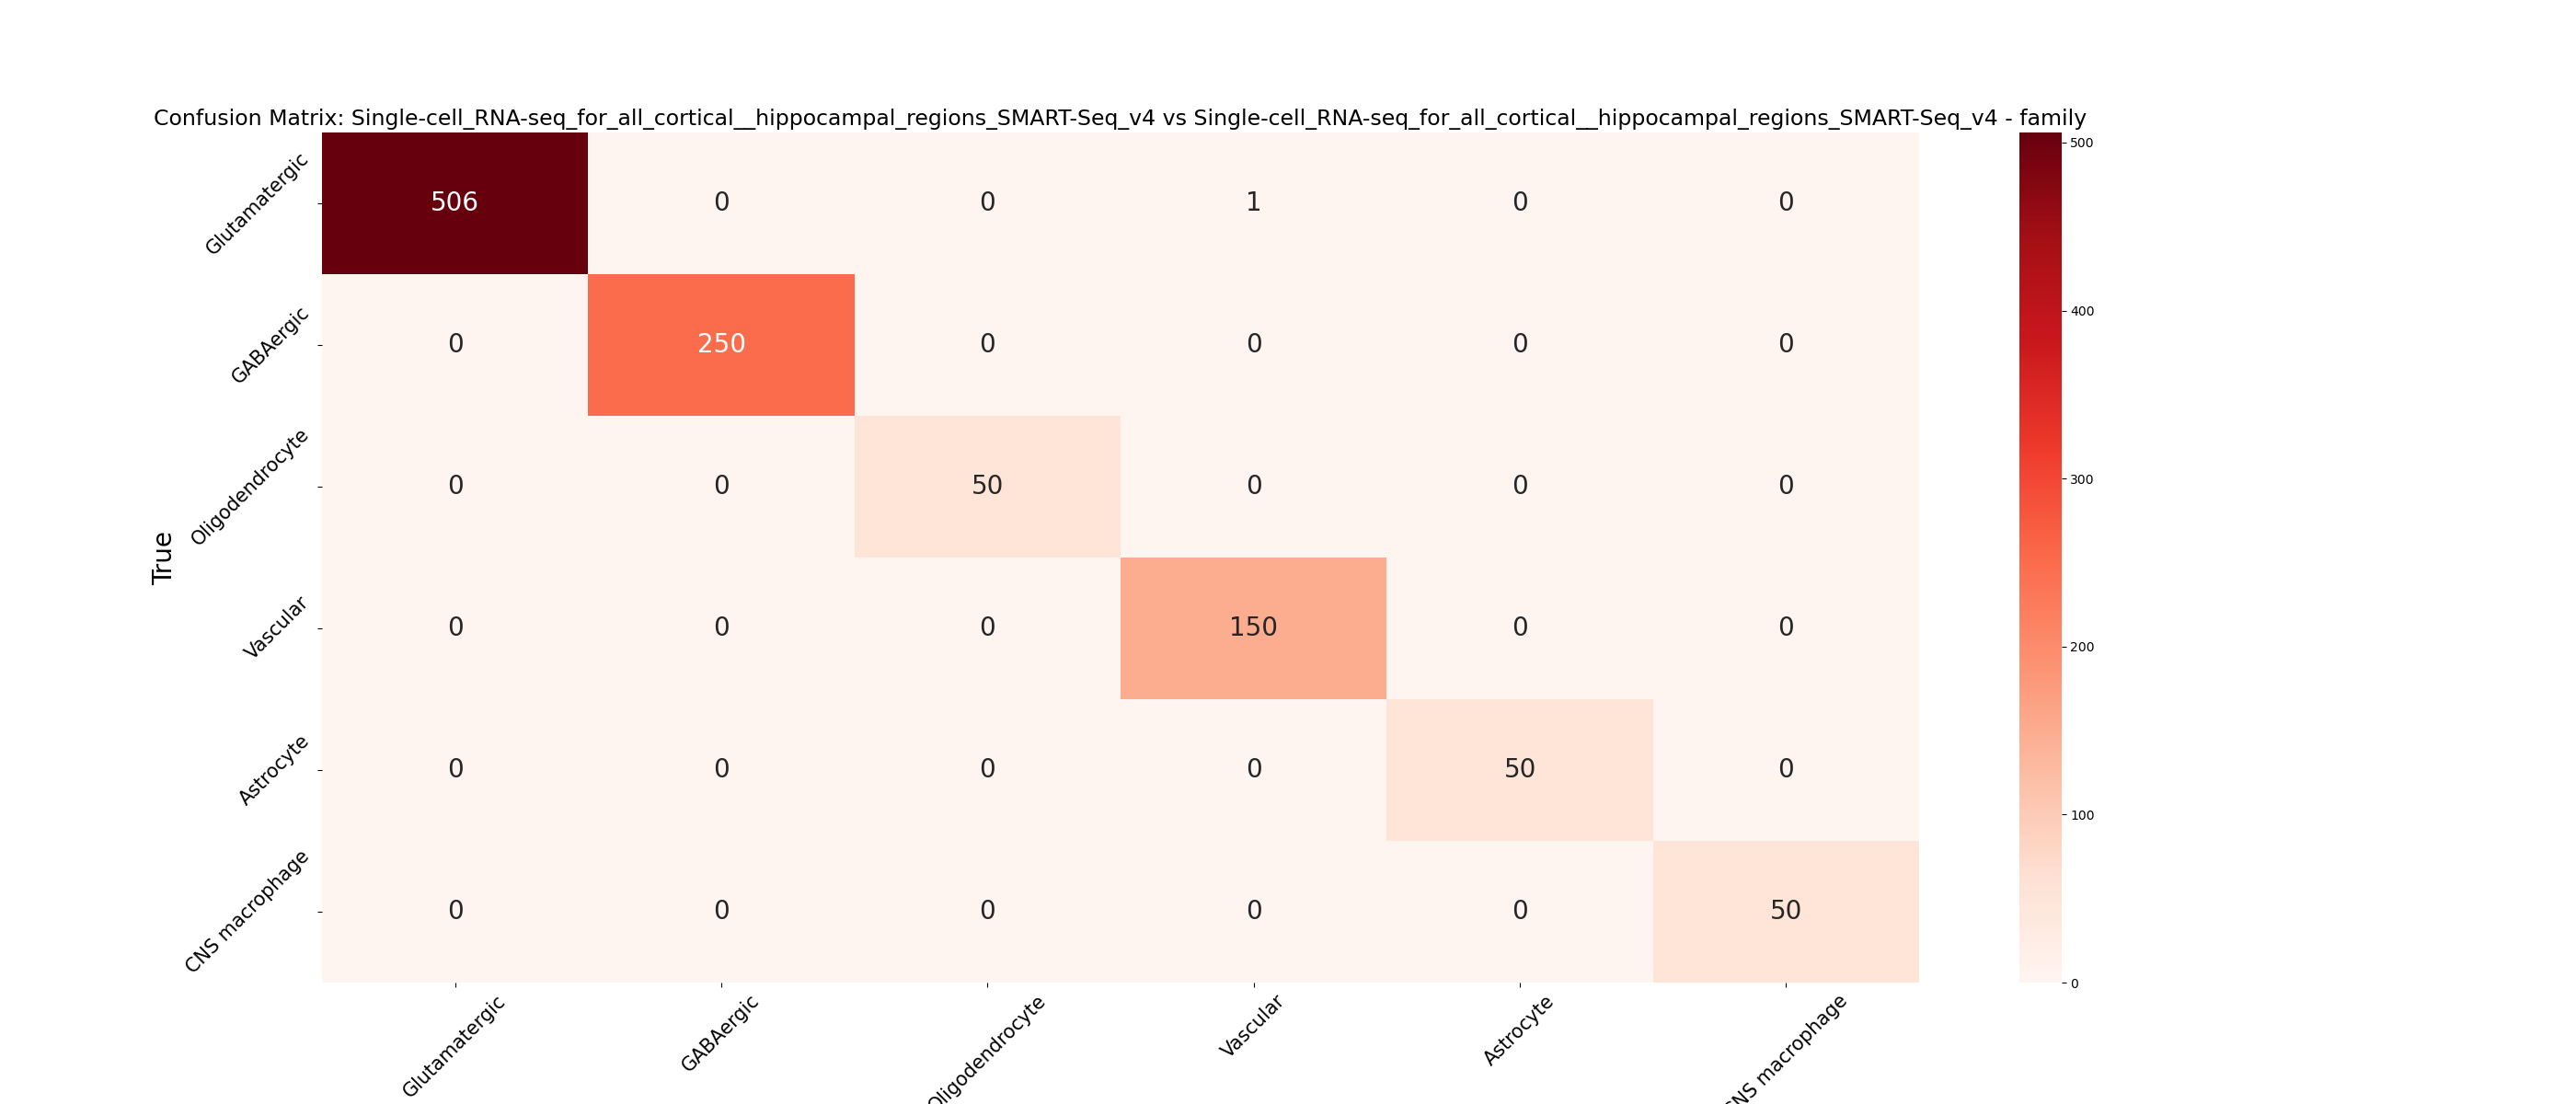 Confusion Matrix: Single-cell_RNA-seq_for_all_cortical__hippocampal_regions_SMART-Seq_v4 vs Single-cell_RNA-seq_for_all_cortical__hippocampal_regions_SMART-Seq_v4 - family
Glutamatergic 506 0 0 1 0 0
GABAergic 0 250 0 0 0 0
Oligodendrocyte 0 0 50 0 0 0
Vascular 0 0 0 150 0 0
Astrocyte 0 0 0 0 50 0
CNS macrophage 0 0 0 0 0 50
True
Glutamatergic GABAergic Oligodendrocyte Vascular Astrocyte CNS macrophage
500
400
300
200
100
0